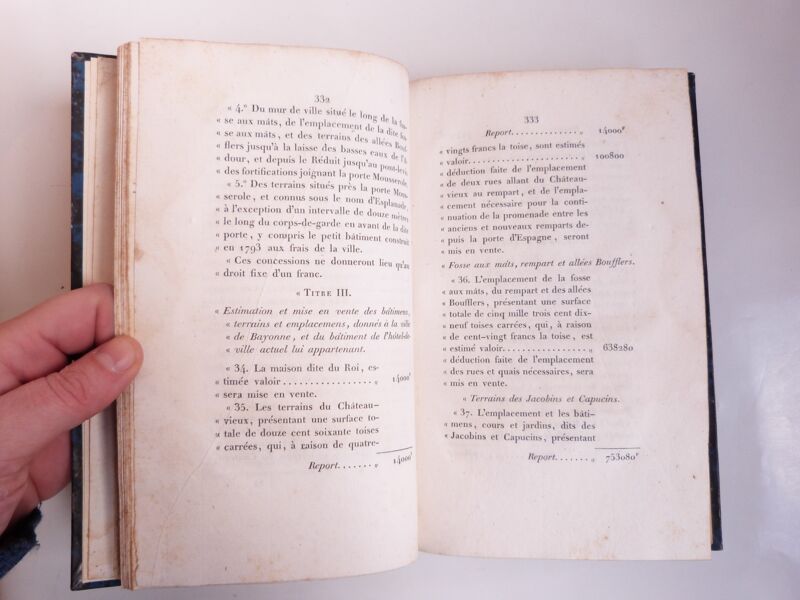 332
« 4.º Du mur de ville situé le long de la fos-
« se aux mâts, de l'emplacement de la dite fos-
« se aux mâts, et des terrains des allées Bouf-
« flers jusqu'à la laisse des basses eaux de l'A-
« dour, et depuis le Réduit jusqu'au pont-levis
« des fortifications joignant la porte Mousserole.
« 5.º Des terrains situés près la porte Mous-
« serole, et connus sous le nom d'Esplanade,
« à l'exception d'un intervalle de douze mètres
« le long du corps-de-garde en avant de la dite
« porte, y compris le petit bâtiment construit
« en 1793 aux frais de la ville.
« Ces concessions ne donneront lieu qu'au
« droit fixe d'un franc.
« TITRE III.
« Estimation et mise en vente des bâtimens,
« terrains et emplacemens, donnés à la ville
« de Bayonne, et du bâtiment de l'hôtel-de-
« ville actuel lui appartenant.
« 34. La maison dite du Roi, es-
« timée valoir.................. „ 14000f
« sera mise en vente.
« 35. Les terrains du Château-
« vieux, présentant une surface to-
« tale de douze cent soixante toises
« carrées, qui, à raison de quatre-
Report....... „ 14000f
333
Report.............. „ 14000f
« vingts francs la toise, sont estimés
« valoir........................ „ 100800
« déduction faite de l'emplacement
« de deux rues allant du Château-
« vieux au rempart, et de l'empla-
« cement nécessaire pour la conti-
« nuation de la promenade entre les
« anciens et nouveaux remparts de-
« puis la porte d'Espagne, seront
« mis en vente.
« Fosse aux mâts, rempart et allées Boufflers.
« 36. L'emplacement de la fosse
« aux mâts, du rempart et des allées
« Boufflers, présentant une surface
« totale de cinq mille trois cent dix-
« neuf toises carrées, qui, à raison
« de cent-vingt francs la toise, est
« estimé valoir.................. „ 638280
« déduction faite de l'emplacement
« des rues et quais nécessaires, sera
« mis en vente.
« Terrains des Jacobins et Capucins.
« 37. L'emplacement et les bâti-
« mens, cours et jardins, dits des
« Jacobins et Capucins, présentant
Report....... „ 753080f